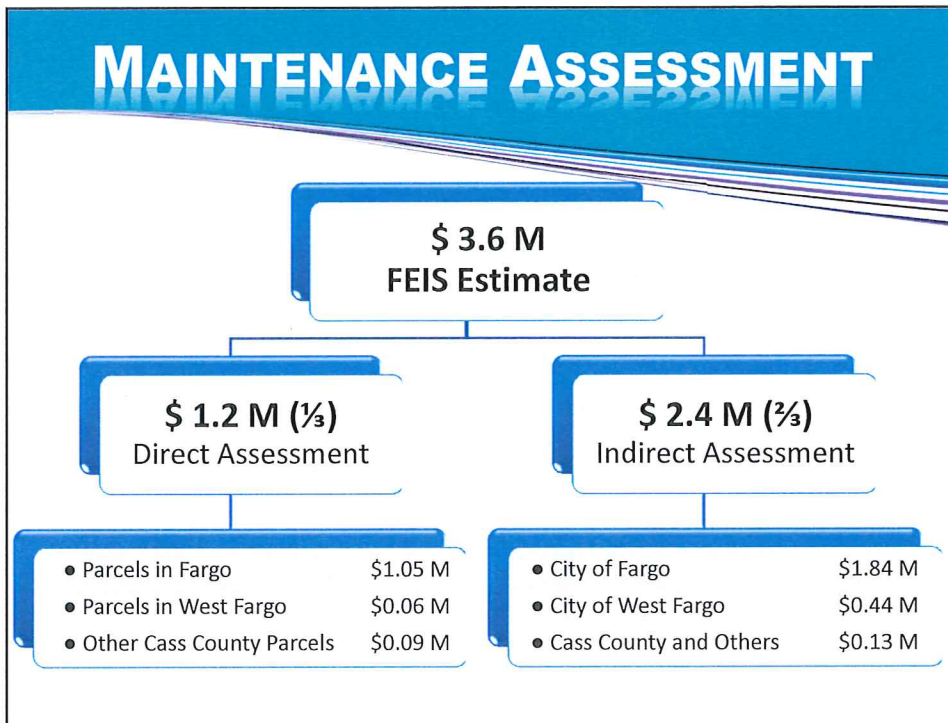 MAINTENANCE ASSESSMENT
$ 3.6 M
FEIS Estimate
$ 1.2 M (⅓)
Direct Assessment
$ 2.4 M (⅔)
Indirect Assessment
• Parcels in Fargo $1.05 M
• Parcels in West Fargo $0.06 M
• Other Cass County Parcels $0.09 M
• City of Fargo $1.84 M
• City of West Fargo $0.44 M
• Cass County and Others $0.13 M